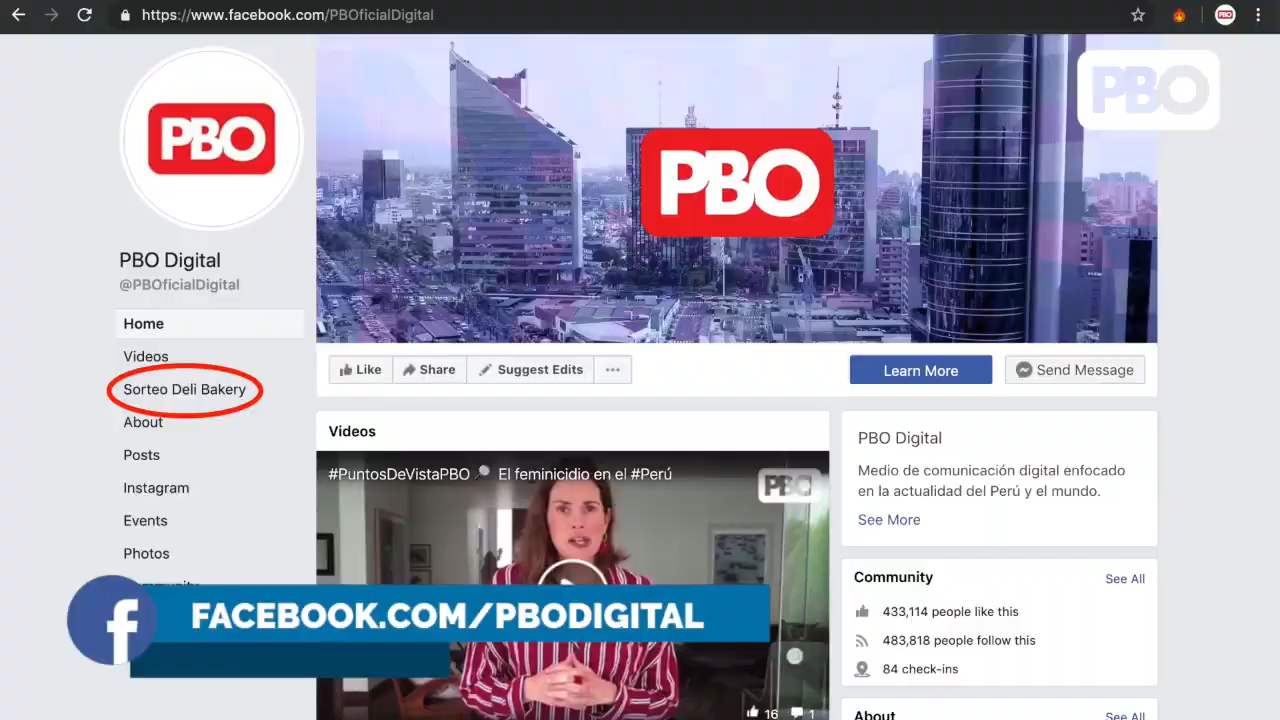 https://www.facebook.com/PBOficialDigital
PBO
PBO
PBO
PBO
PBO Digital
@PBOficialDigital
Home
Videos
Sorteo Deli Bakery
About
Posts
Instagram
Events
Photos
Like
Share
Suggest Edits
Learn More
Send Message
Videos
#PuntosDeVistaPBO El feminicidio en el #Perú
PBO
16
1
PBO Digital
Medio de comunicación digital enfocado
en la actualidad del Perú y el mundo.
See More
Community
See All
433,114 people like this
483,818 people follow this
84 check-ins
About
See All
FACEBOOK.COM/PBODIGITAL